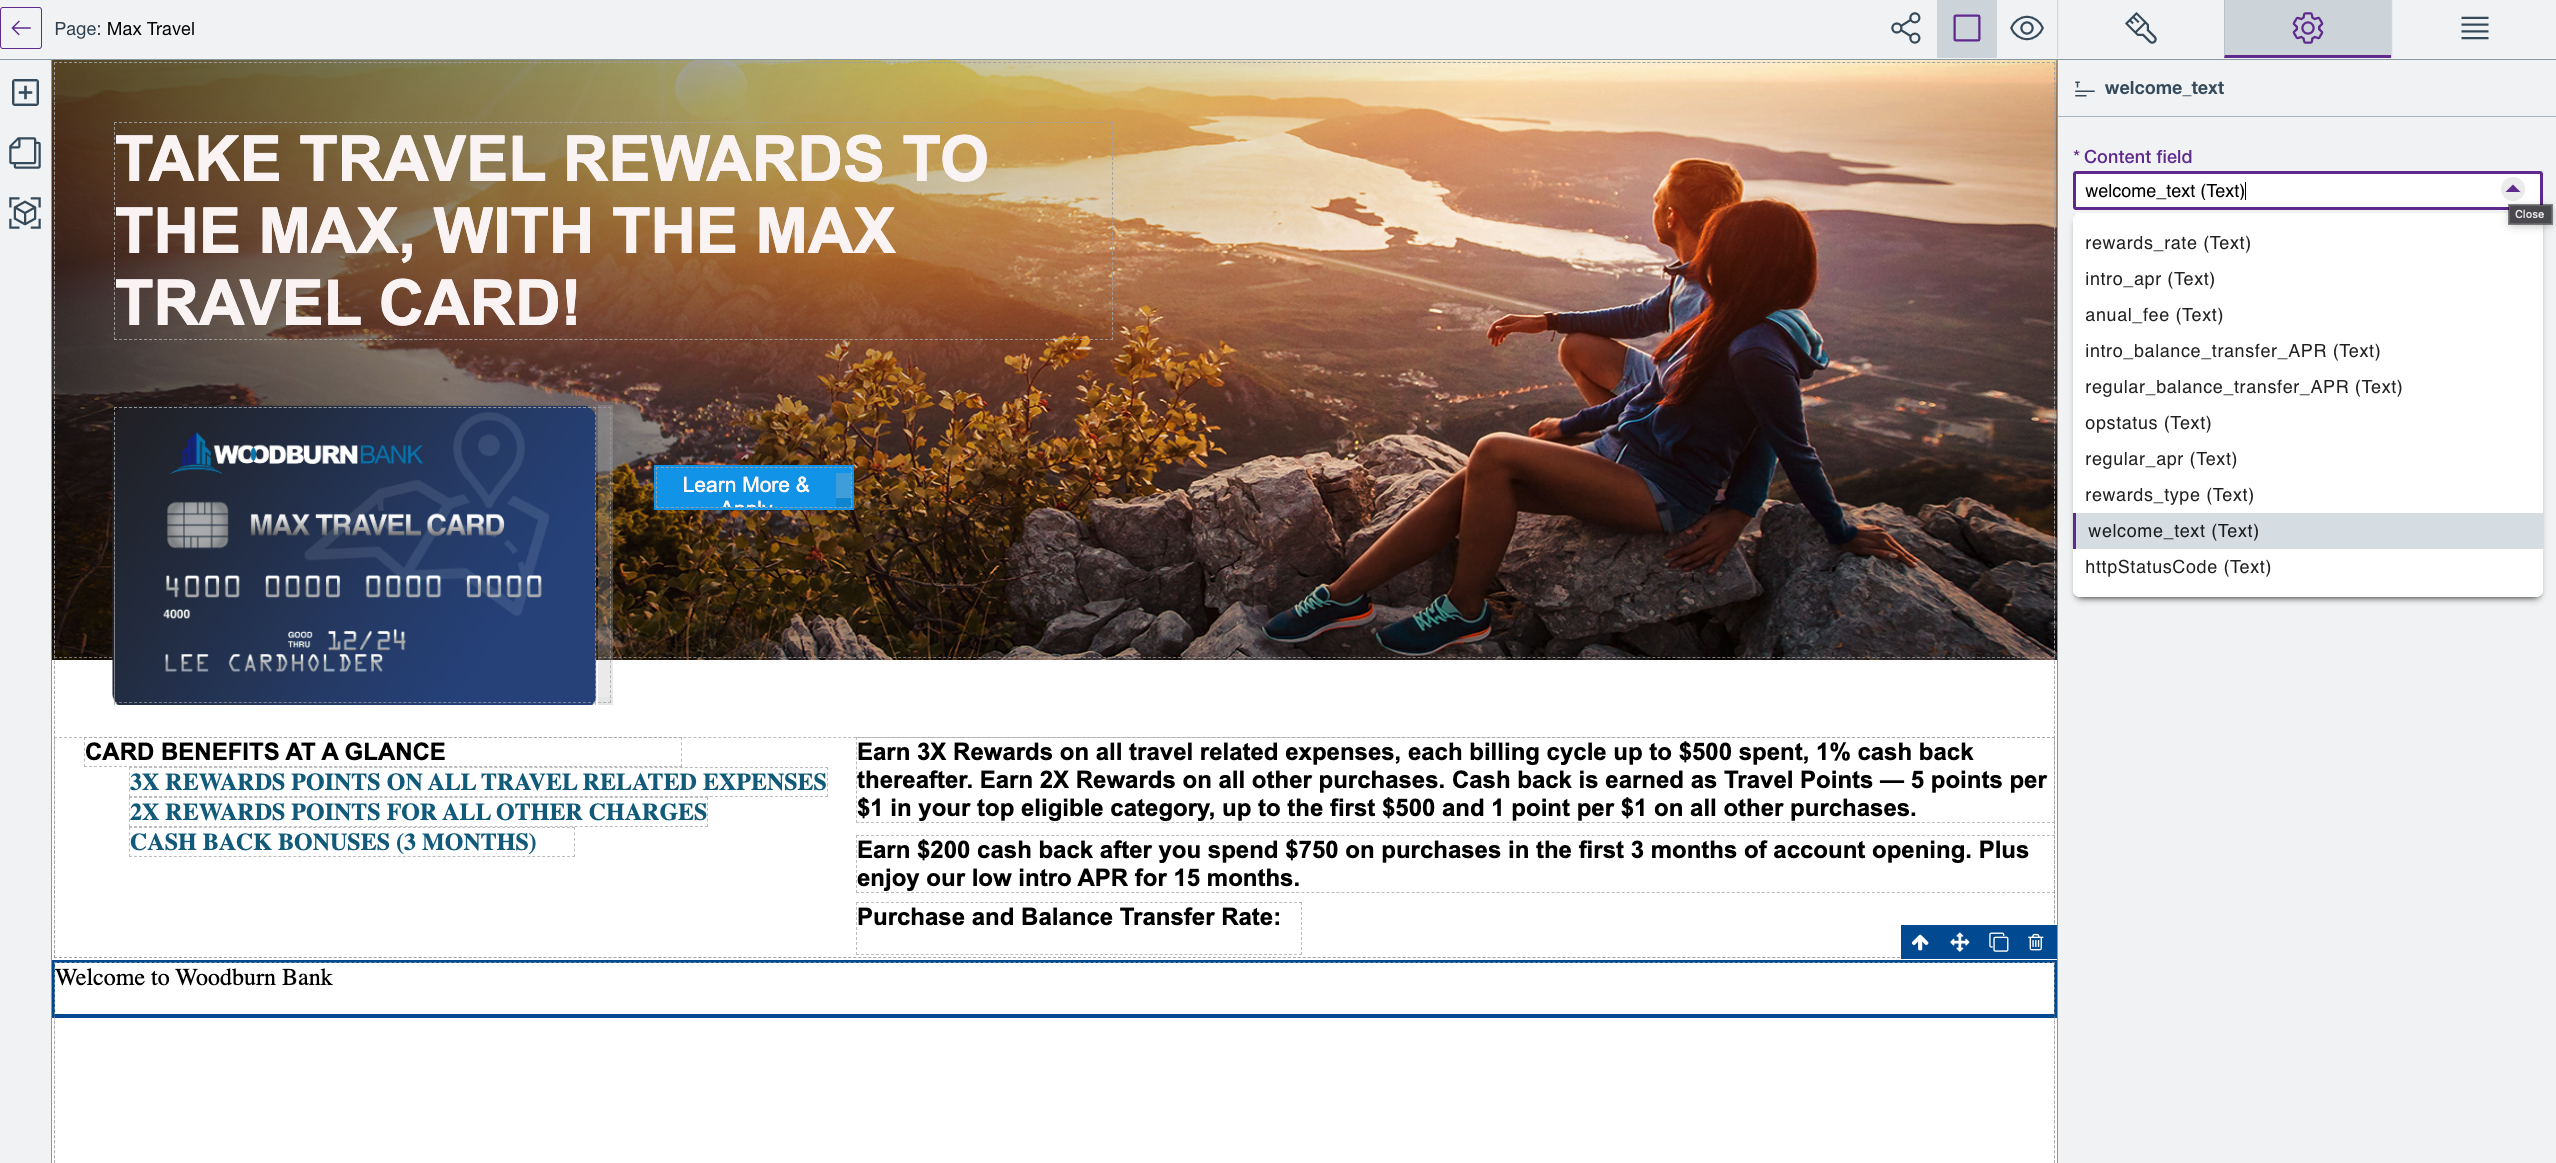 Page: Max Travel
welcome_text
* Content field
welcome_text (Text)
Close
rewards_rate (Text)
intro_apr (Text)
anual_fee (Text)
intro_balance_transfer_APR (Text)
regular_balance_transfer_APR (Text)
opstatus (Text)
regular_apr (Text)
rewards_type (Text)
welcome_text (Text)
httpStatusCode (Text)
TAKE TRAVEL REWARDS TO
THE MAX, WITH THE MAX
TRAVEL CARD!
WOODBURNBANK
MAX TRAVEL CARD
4000 0000 0000 0000
4000
GOOD
THRU 12/24
LEE CARDHOLDER
Learn More &
Apply
CARD BENEFITS AT A GLANCE
3X REWARDS POINTS ON ALL TRAVEL RELATED EXPENSES
2X REWARDS POINTS FOR ALL OTHER CHARGES
CASH BACK BONUSES (3 MONTHS)
Earn 3X Rewards on all travel related expenses, each billing cycle up to $500 spent, 1% cash back
thereafter. Earn 2X Rewards on all other purchases. Cash back is earned as Travel Points — 5 points per
$1 in your top eligible category, up to the first $500 and 1 point per $1 on all other purchases.
Earn $200 cash back after you spend $750 on purchases in the first 3 months of account opening. Plus
enjoy our low intro APR for 15 months.
Purchase and Balance Transfer Rate:
Welcome to Woodburn Bank